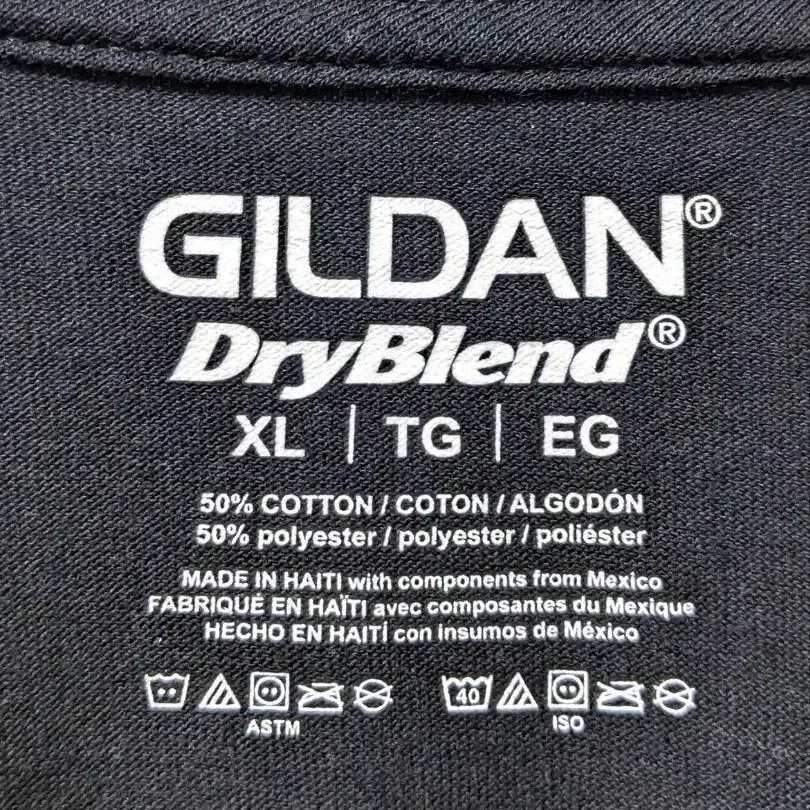 GILDAN®
DryBlend®
XL | TG | EG
50% COTTON / COTON / ALGODÓN
50% polyester / polyester / poliéster
MADE IN HAITI with components from Mexico
FABRIQUÉ EN HAÏTI avec composantes du Mexique
HECHO EN HAITÍ con insumos de México
40
ASTM ISO